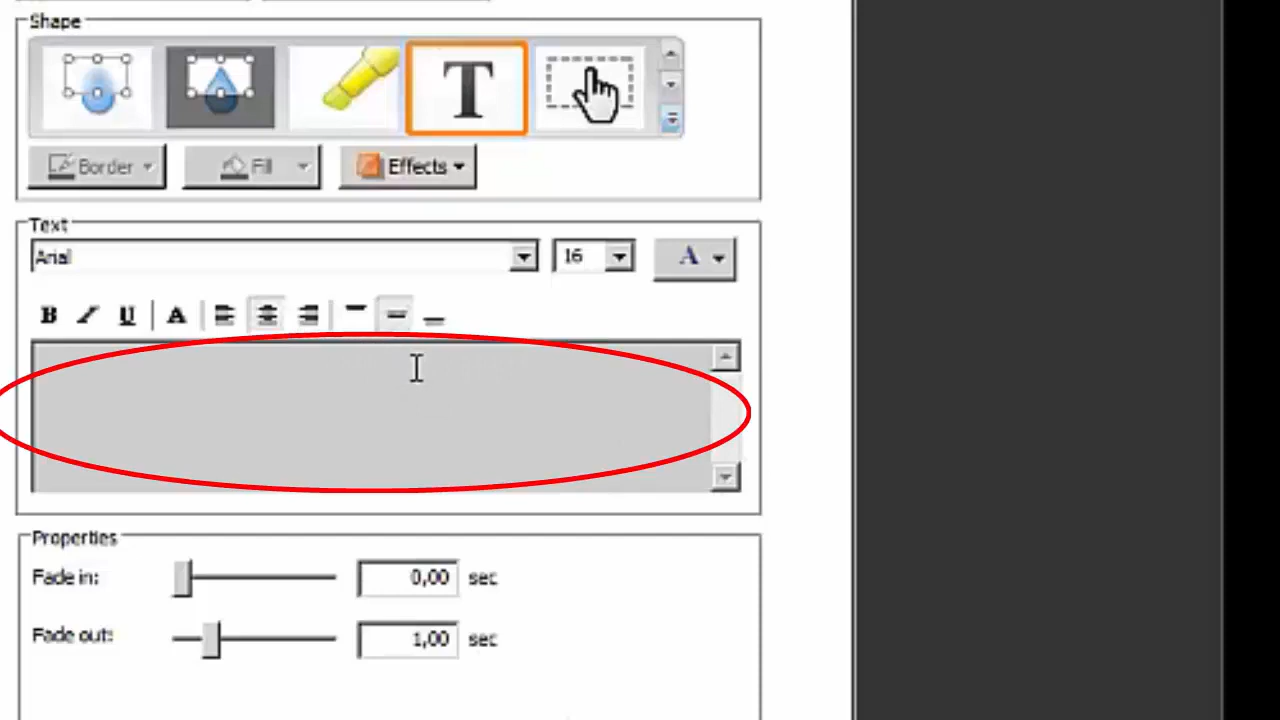 Shape
T
Border Fill Effects
Text
Arial 16 A
B I U A
Properties
Fade in: 0,00 sec
Fade out: 1,00 sec